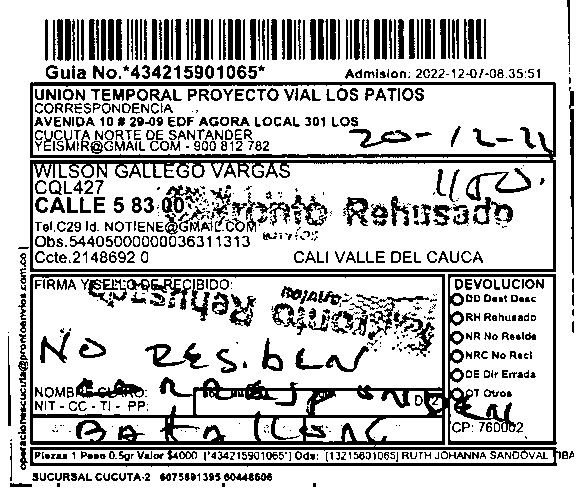 Guia No.*434215901065* Admision: 2022-12-07-08.35:51
UNION TEMPORAL PROYECTO VIAL LOS PATIOS
CORRESPONDENCIA
AVENIDA 10 # 29-09 EDF AGORA LOCAL 301 LOS
CUCUTA NORTE DE SANTANDER
YEISMIR@GMAIL COM - 900 812 782
20-12-22
WILSON GALLEGO VARGAS
CQL427
CALLE 5 83 00
Pronto Rehusado
envios
Tel.C29 Id. NOTIENE@GMAIL.COM
Obs.54405000000036311313
Ccte.2148692 0 CALI VALLE DEL CAUCA
FIRMA Y SELLO DE RECIBIDO:
Pronto Rehusado
NO RESIDEN
NOMBRE CLARO:
NIT - CC - TI - PP:
DEVOLUCION
DD Dest Desc
RH Rehusado
NR No Reside
NRC No Recl
DE Dir Errada
OT Otros
CP: 760002
operacionescucuta@prontoenvios.com.co
Piezas 1 Peso 0.5gr Valor $4000 [*434215901065*] Ods: [13215601065] RUTH JOHANNA SANDOVAL
SUCURSAL CUCUTA-2 6075891395 60448606